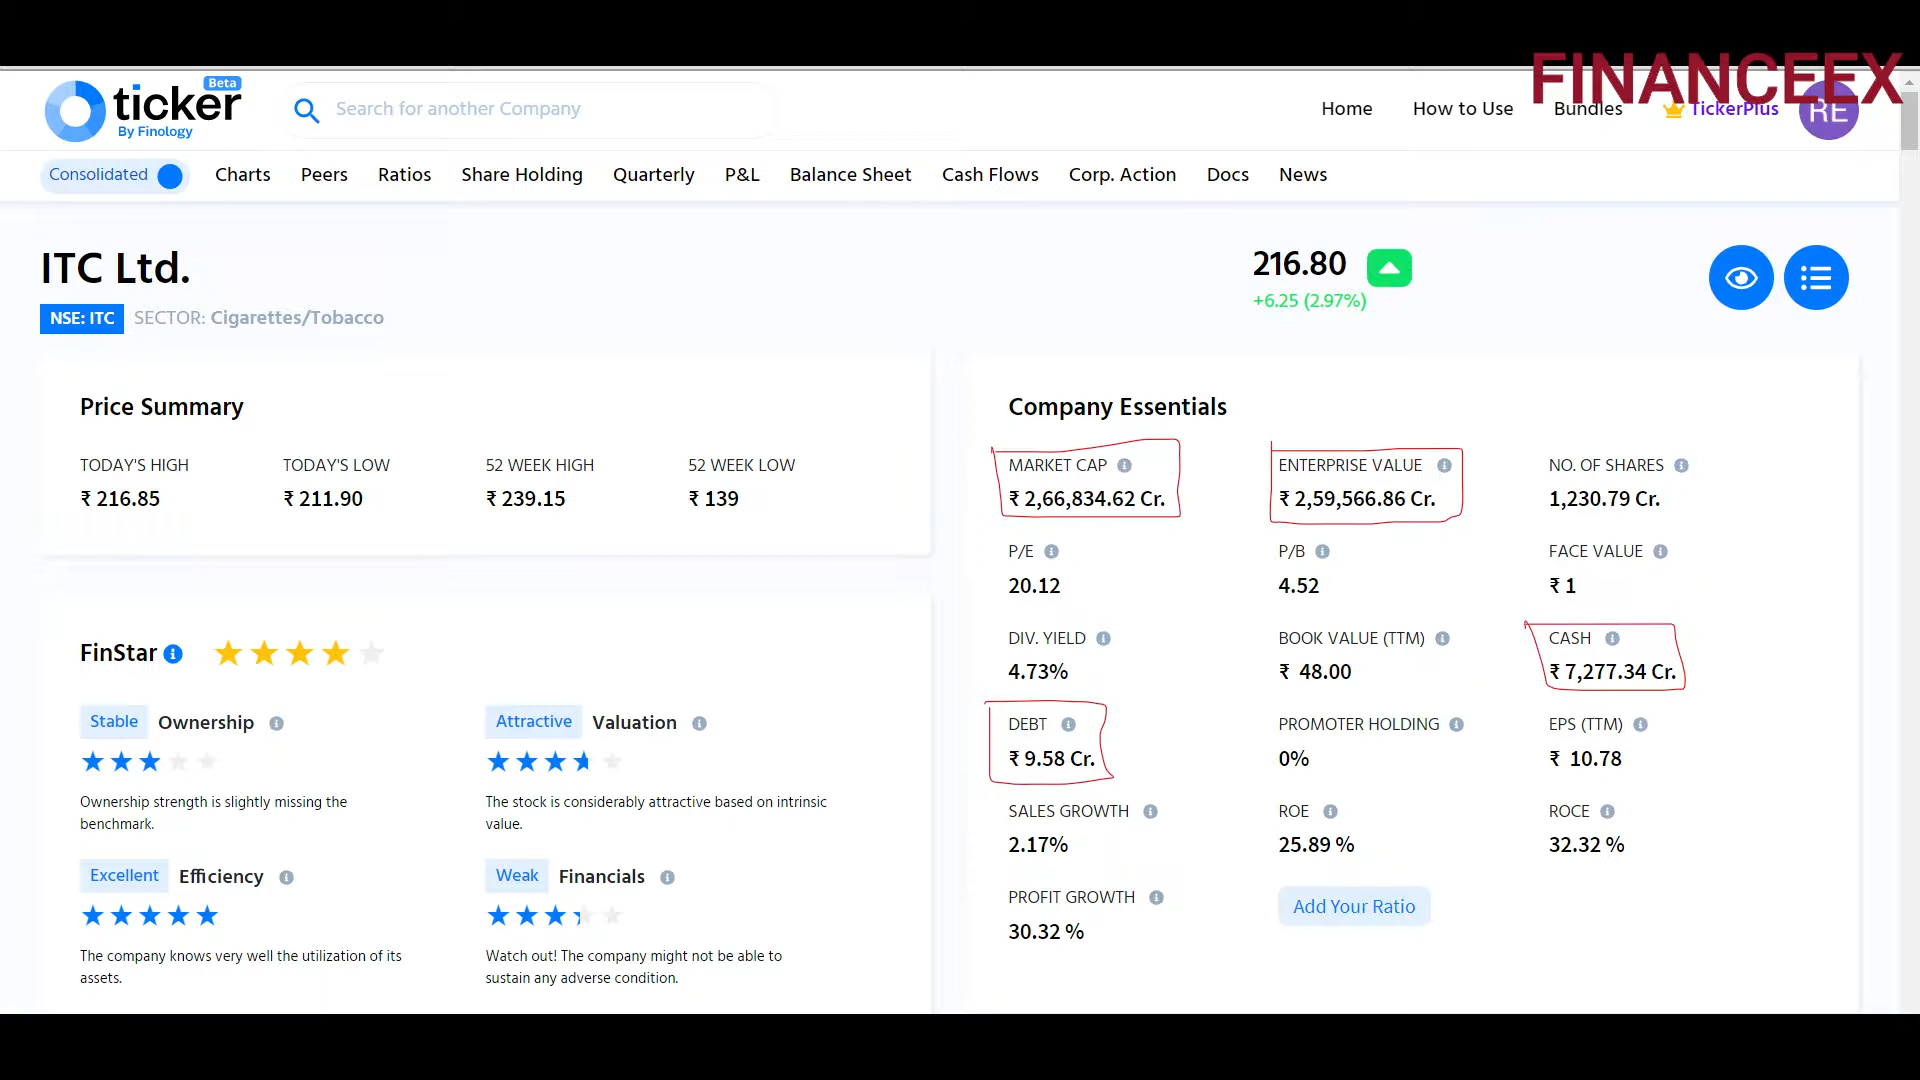 FINANCEEX
ticker Beta
By Finology
Search for another Company
Home How to Use Bundles TickerPlus RE
Consolidated Charts Peers Ratios Share Holding Quarterly P&L Balance Sheet Cash Flows Corp. Action Docs News
ITC Ltd.
NSE: ITC SECTOR: Cigarettes/Tobacco
216.80
+6.25 (2.97%)
Price Summary
TODAY'S HIGH TODAY'S LOW 52 WEEK HIGH 52 WEEK LOW
₹ 216.85 ₹ 211.90 ₹ 239.15 ₹ 139
FinStar
Stable Ownership
Ownership strength is slightly missing the
benchmark.
Attractive Valuation
The stock is considerably attractive based on intrinsic
value.
Excellent Efficiency
The company knows very well the utilization of its
assets.
Weak Financials
Watch out! The company might not be able to
sustain any adverse condition.
Company Essentials
MARKET CAP ENTERPRISE VALUE NO. OF SHARES
₹ 2,66,834.62 Cr. ₹ 2,59,566.86 Cr. 1,230.79 Cr.
P/E P/B FACE VALUE
20.12 4.52 ₹ 1
DIV. YIELD BOOK VALUE (TTM) CASH
4.73% ₹ 48.00 ₹ 7,277.34 Cr.
DEBT PROMOTER HOLDING EPS (TTM)
₹ 9.58 Cr. 0% ₹ 10.78
SALES GROWTH ROE ROCE
2.17% 25.89 % 32.32 %
PROFIT GROWTH
30.32 %
Add Your Ratio